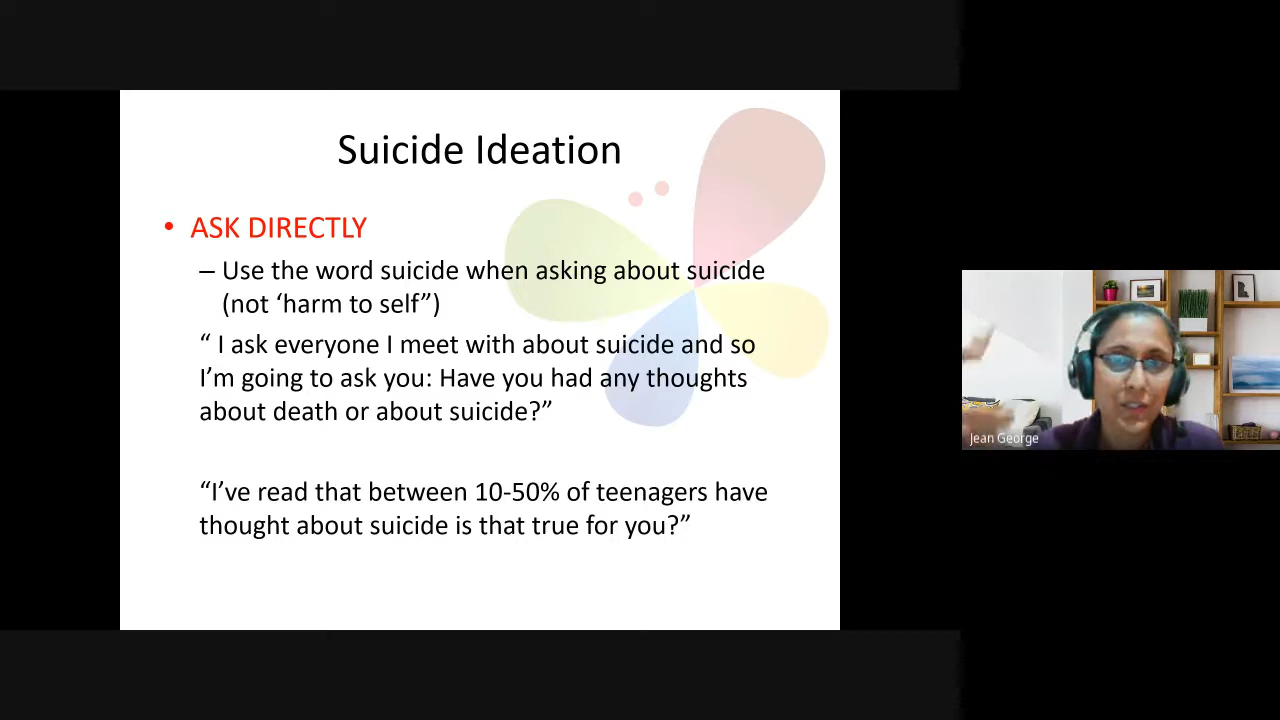 Suicide Ideation
• ASK DIRECTLY
– Use the word suicide when asking about suicide
(not ‘harm to self”)
“ I ask everyone I meet with about suicide and so
I’m going to ask you: Have you had any thoughts
about death or about suicide?”
“I’ve read that between 10-50% of teenagers have
thought about suicide is that true for you?”
Jean George